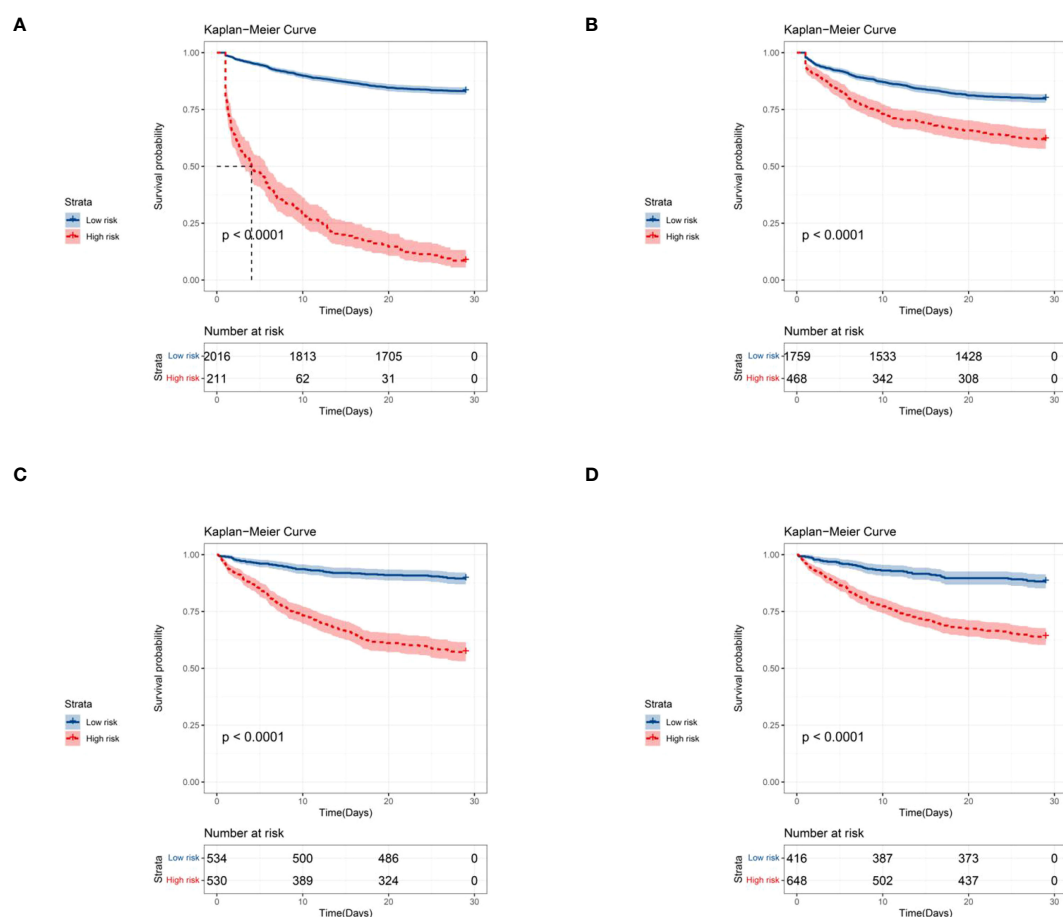 A
Kaplan−Meier Curve
1.00
0.75
0.50
0.25
0.00
Survival probability
Strata
Low risk
High risk
p < 0.0001
0 10 20 30
Time(Days)
Number at risk
Strata
Low risk 2016 1813 1705 0
High risk 211 62 31 0
0 10 20 30
Time(Days)
B
Kaplan−Meier Curve
1.00
0.75
0.50
0.25
0.00
Survival probability
Strata
Low risk
High risk
p < 0.0001
0 10 20 30
Time(Days)
Number at risk
Strata
Low risk 1759 1533 1428 0
High risk 468 342 308 0
0 10 20 30
Time(Days)
C
Kaplan−Meier Curve
1.00
0.75
0.50
0.25
0.00
Survival probability
Strata
Low risk
High risk
p < 0.0001
0 10 20 30
Time(Days)
Number at risk
Strata
Low risk 534 500 486 0
High risk 530 389 324 0
0 10 20 30
Time(Days)
D
Kaplan−Meier Curve
1.00
0.75
0.50
0.25
0.00
Survival probability
Strata
Low risk
High risk
p < 0.0001
0 10 20 30
Time(Days)
Number at risk
Strata
Low risk 416 387 373 0
High risk 648 502 437 0
0 10 20 30
Time(Days)